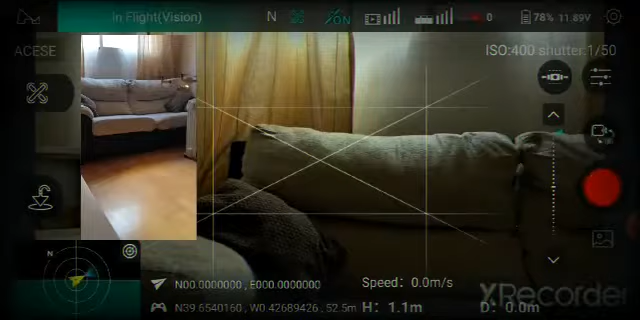 in Flight(Vision)
N
ON
0
78% 11.89V
ACESE
ISO:400 shutter:1/50
N
N00.0000000 , E000.0000000
Speed: 0.0m/s
N39.6540160 , W0.42689426 , 52.5m
H: 1.1m
D: 0.0m
XRecorder